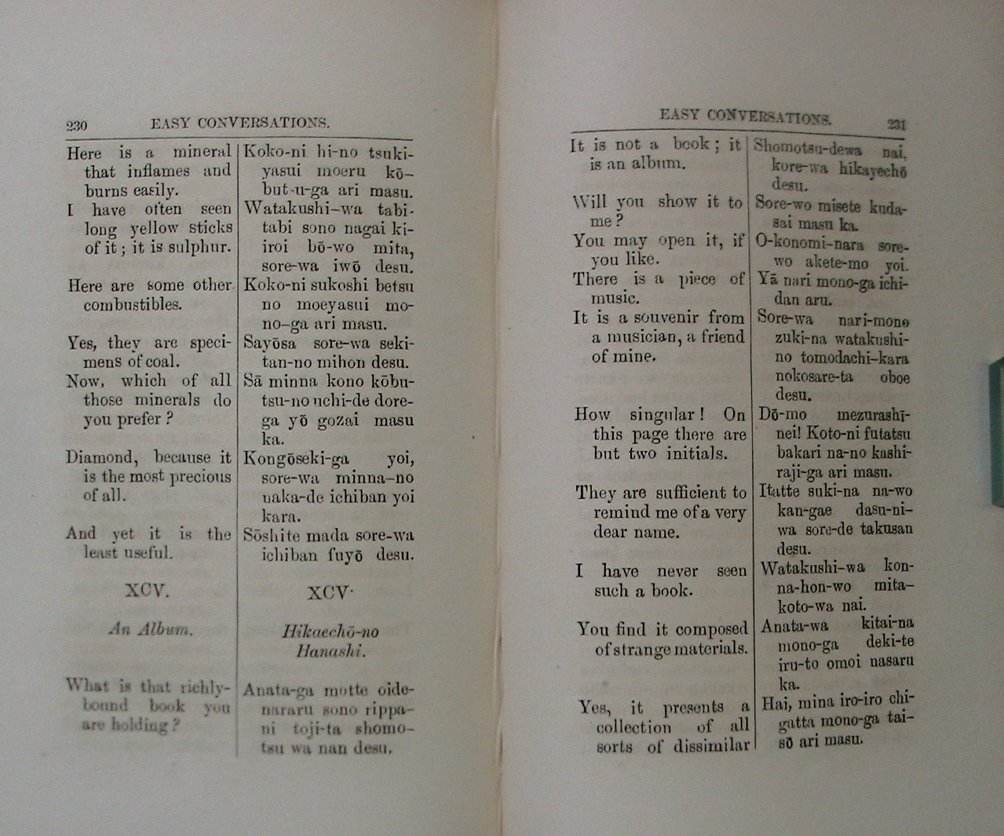 230 EASY CONVERSATIONS.
Here is a mineral
that inflames and
burns easily.
I have often seen
long yellow sticks
of it ; it is sulphur.
Here are some other
combustibles.
Yes, they are speci-
mens of coal.
Now, which of all
those minerals do
you prefer ?
Diamond, because it
is the most precious
of all.
And yet it is the
least useful.
XCV.
An Album.
What is that richly-
bound book you
are holding ?
Koko-ni hi-no tsuki-
yasui moeru kō-
but-u-ga ari masu.
Watakushi-wa tabi-
tabi sono nagai ki-
iroi bō-wo mita,
sore-wa iwō desu.
Koko-ni sukoshi betsu
no moeyasui mo-
no-ga ari masu.
Sayōsa sore-wa seki-
tan-no mihon desu.
Sā minna kono kōbu-
tsu-no uchi-de dore-
ga yō gozai masu
ka.
Kongōseki-ga yoi,
sore-wa minna-no
naka-de ichiban yoi
kara.
Sōshite mada sore-wa
ichiban fuyō desu.
XCV.
Hikaechō-no
Hanashi.
Anata-ga motte oide-
nararu sono rippa-
ni toji-ta shomo-
tsu wa nan desu.
EASY CONVERSATIONS. 231
It is not a book ; it
is an album.
Will you show it to
me ?
You may open it, if
you like.
There is a piece of
music.
It is a souvenir from
a musician, a friend
of mine.
How singular ! On
this page there are
but two initials.
They are sufficient to
remind me of a very
dear name.
I have never seen
such a book.
You find it composed
of strange materials.
Yes, it presents a
collection of all
sorts of dissimilar
Shomotsu-dewa nai,
kore-wa hikayechō
desu.
Sore-wo misete kuda-
sai masu ka.
O-konomi-nara sore-
wo akete-mo yoi.
Yā nari mono-ga ichi-
dan aru.
Sore-wa nari-mono
zuki-na watakushi-
no tomodachi-kara
nokosare-ta oboe
desu.
Dō-mo mezurashī-
nei! Koto-ni futatsu
bakari na-no kashi-
raji-ga ari masu.
Itatte suki-na na-wo
kan-gae dasu-ni-
wa sore-de takusan
desu.
Watakushi-wa kon-
na-hon-wo mita-
koto-wa nai.
Anata-wa kitai-na
mono-ga deki-te
iru-to omoi nasaru
ka.
Hai, mina iro-iro chi-
gatta mono-ga tai-
sō ari masu.